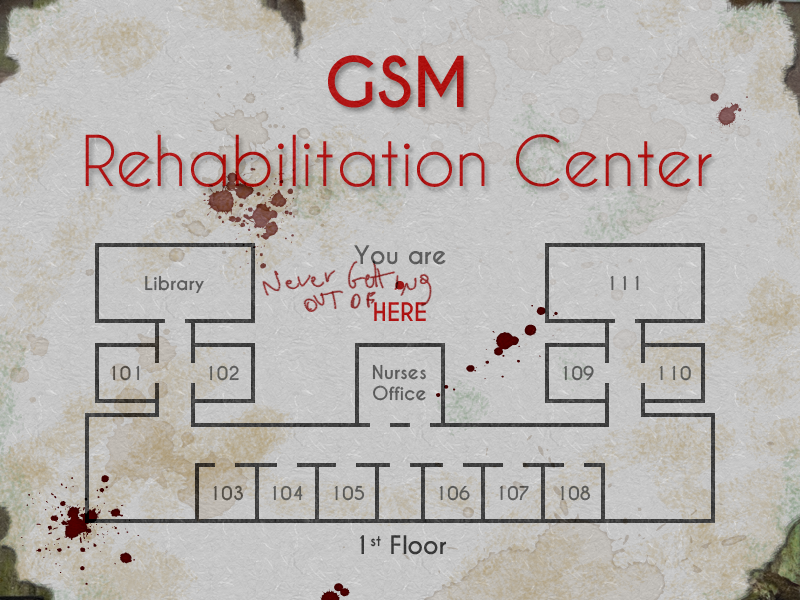 GSM
Rehabilitation Center
You are
Never Getting
OUT OF
HERE
Library
111
101
102
Nurses
Office
109
110
103
104
105
106
107
108
1st Floor